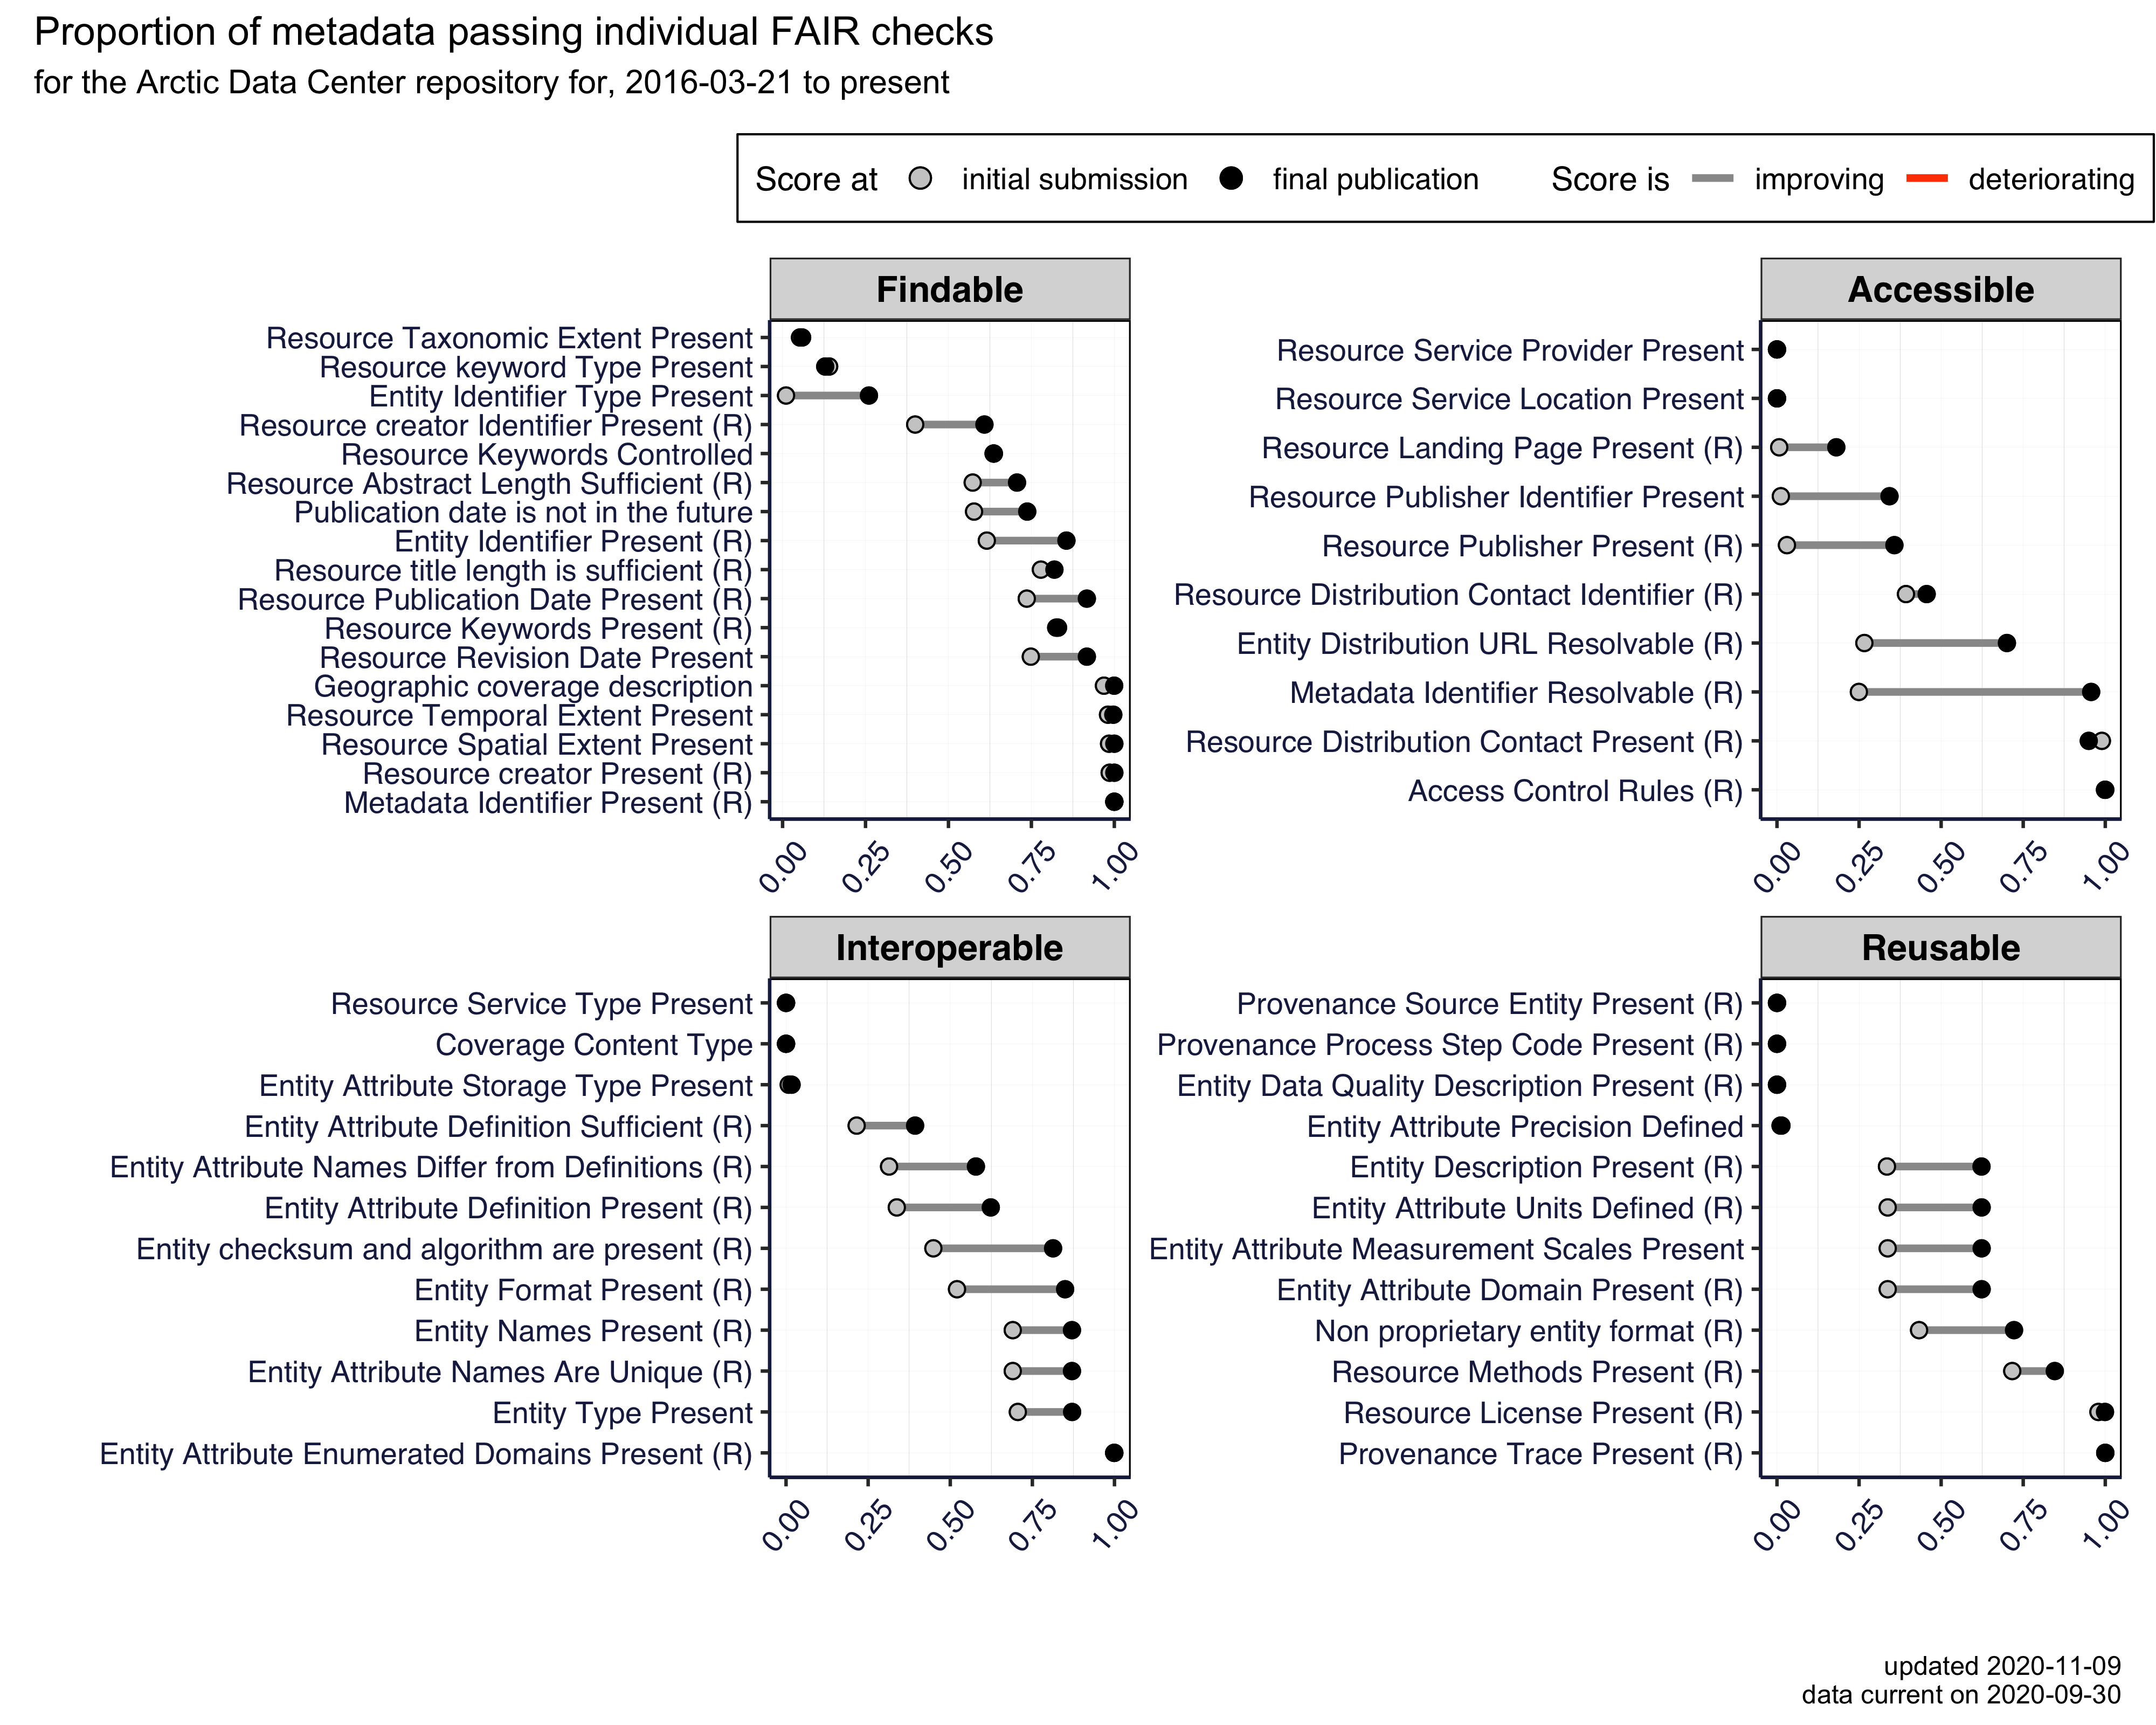 Proportion of metadata passing individual FAIR checks
for the Arctic Data Center repository for, 2016-03-21 to present
Score at initial submission final publication Score is improving deteriorating
Findable
Resource Taxonomic Extent Present
Resource keyword Type Present
Entity Identifier Type Present
Resource creator Identifier Present (R)
Resource Keywords Controlled
Resource Abstract Length Sufficient (R)
Publication date is not in the future
Entity Identifier Present (R)
Resource title length is sufficient (R)
Resource Publication Date Present (R)
Resource Keywords Present (R)
Resource Revision Date Present
Geographic coverage description
Resource Temporal Extent Present
Resource Spatial Extent Present
Resource creator Present (R)
Metadata Identifier Present (R)
0.00 0.25 0.50 0.75 1.00
Accessible
Resource Service Provider Present
Resource Service Location Present
Resource Landing Page Present (R)
Resource Publisher Identifier Present
Resource Publisher Present (R)
Resource Distribution Contact Identifier (R)
Entity Distribution URL Resolvable (R)
Metadata Identifier Resolvable (R)
Resource Distribution Contact Present (R)
Access Control Rules (R)
0.00 0.25 0.50 0.75 1.00
Interoperable
Resource Service Type Present
Coverage Content Type
Entity Attribute Storage Type Present
Entity Attribute Definition Sufficient (R)
Entity Attribute Names Differ from Definitions (R)
Entity Attribute Definition Present (R)
Entity checksum and algorithm are present (R)
Entity Format Present (R)
Entity Names Present (R)
Entity Attribute Names Are Unique (R)
Entity Type Present
Entity Attribute Enumerated Domains Present (R)
0.00 0.25 0.50 0.75 1.00
Reusable
Provenance Source Entity Present (R)
Provenance Process Step Code Present (R)
Entity Data Quality Description Present (R)
Entity Attribute Precision Defined
Entity Description Present (R)
Entity Attribute Units Defined (R)
Entity Attribute Measurement Scales Present
Entity Attribute Domain Present (R)
Non proprietary entity format (R)
Resource Methods Present (R)
Resource License Present (R)
Provenance Trace Present (R)
0.00 0.25 0.50 0.75 1.00
updated 2020-11-09
data current on 2020-09-30